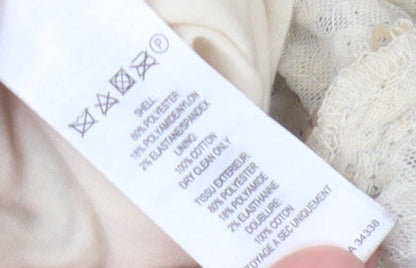 P
SHELL:
80% POLYESTER
18% POLYAMIDE/NYLON
2% ELASTANE/SPANDEX
LINING:
100% COTTON
DRY CLEAN ONLY
TISSU EXTERIEUR:
80% POLYESTER
18% POLYAMIDE
2% ELASTHANNE
DOUBLURE
100% COTON
NETTOYAGE A SEC UNIQUEMENT
A 34338